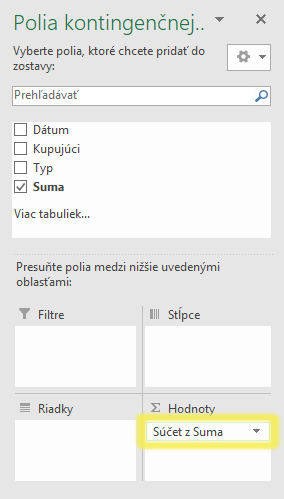 Polia kontingenčnej..
Vyberte polia, ktoré chcete pridať do
zostavy:
Prehľadávať
Dátum
Kupujúci
Typ
Suma
Viac tabuliek...
Presuňte polia medzi nižšie uvedenými
oblasťami:
Filtre
Stĺpce
Riadky
Σ Hodnoty
Súčet z Suma